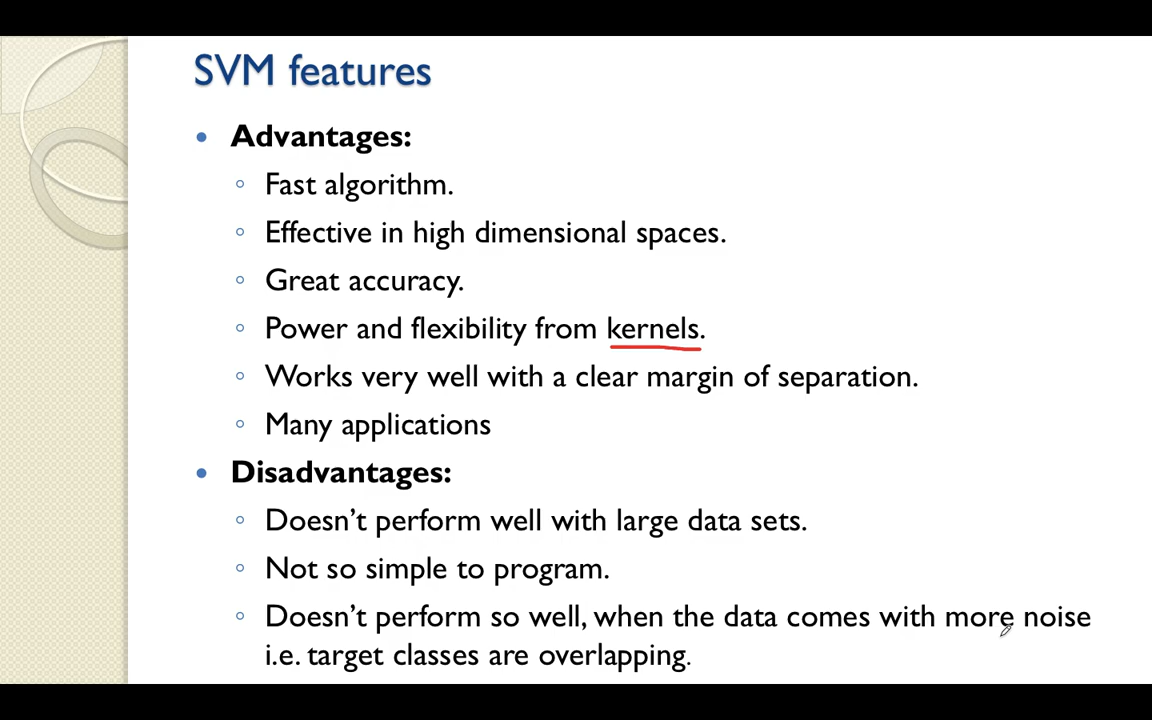 SVM features
• Advantages:
◦ Fast algorithm.
◦ Effective in high dimensional spaces.
◦ Great accuracy.
◦ Power and flexibility from kernels.
◦ Works very well with a clear margin of separation.
◦ Many applications
• Disadvantages:
◦ Doesn’t perform well with large data sets.
◦ Not so simple to program.
◦ Doesn’t perform so well, when the data comes with more noise
i.e. target classes are overlapping.